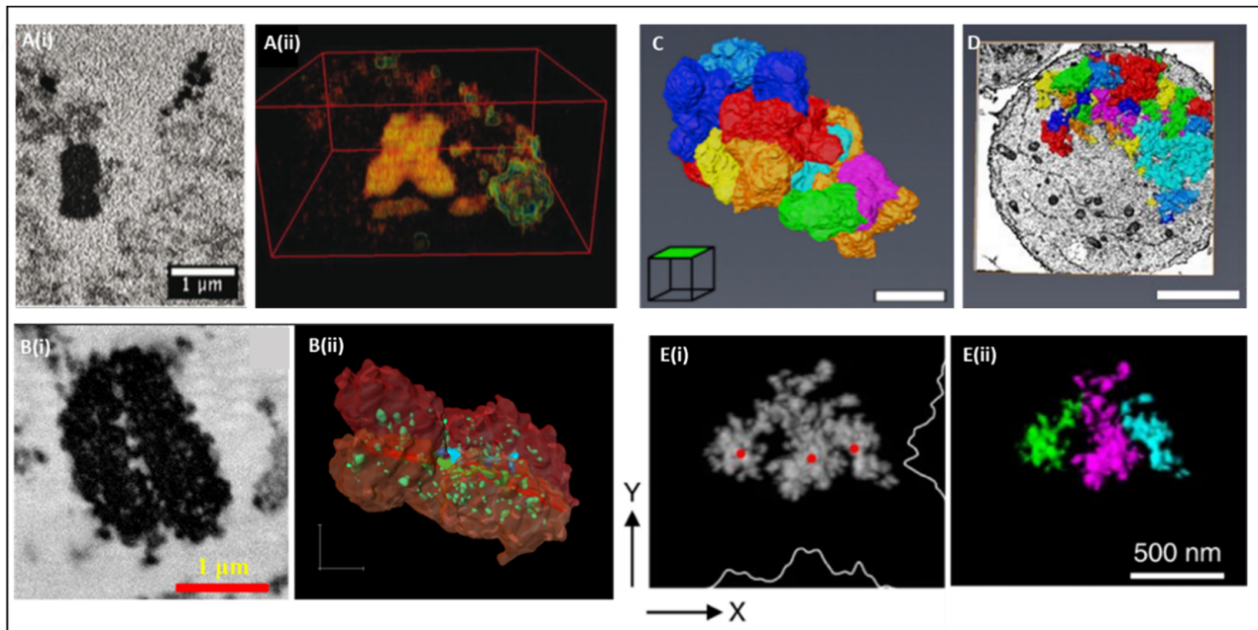 A(i)
1 μm
A(ii)
C
D
B(i)
1 μm
B(ii)
E(i)
Y
X
E(ii)
500 nm